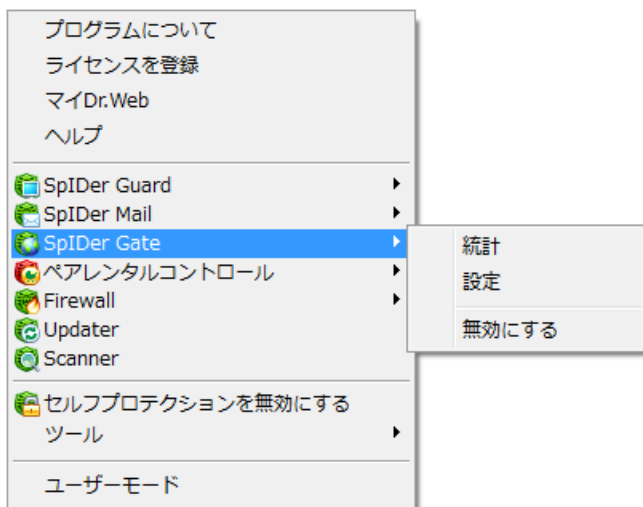 プログラムについて
ライセンスを登録
マイDr.Web
ヘルプ
SpIDer Guard
SpIDer Mail
SpIDer Gate
ペアレンタルコントロール
Firewall
Updater
Scanner
セルフプロテクションを無効にする
ツール
ユーザーモード
統計
設定
無効にする